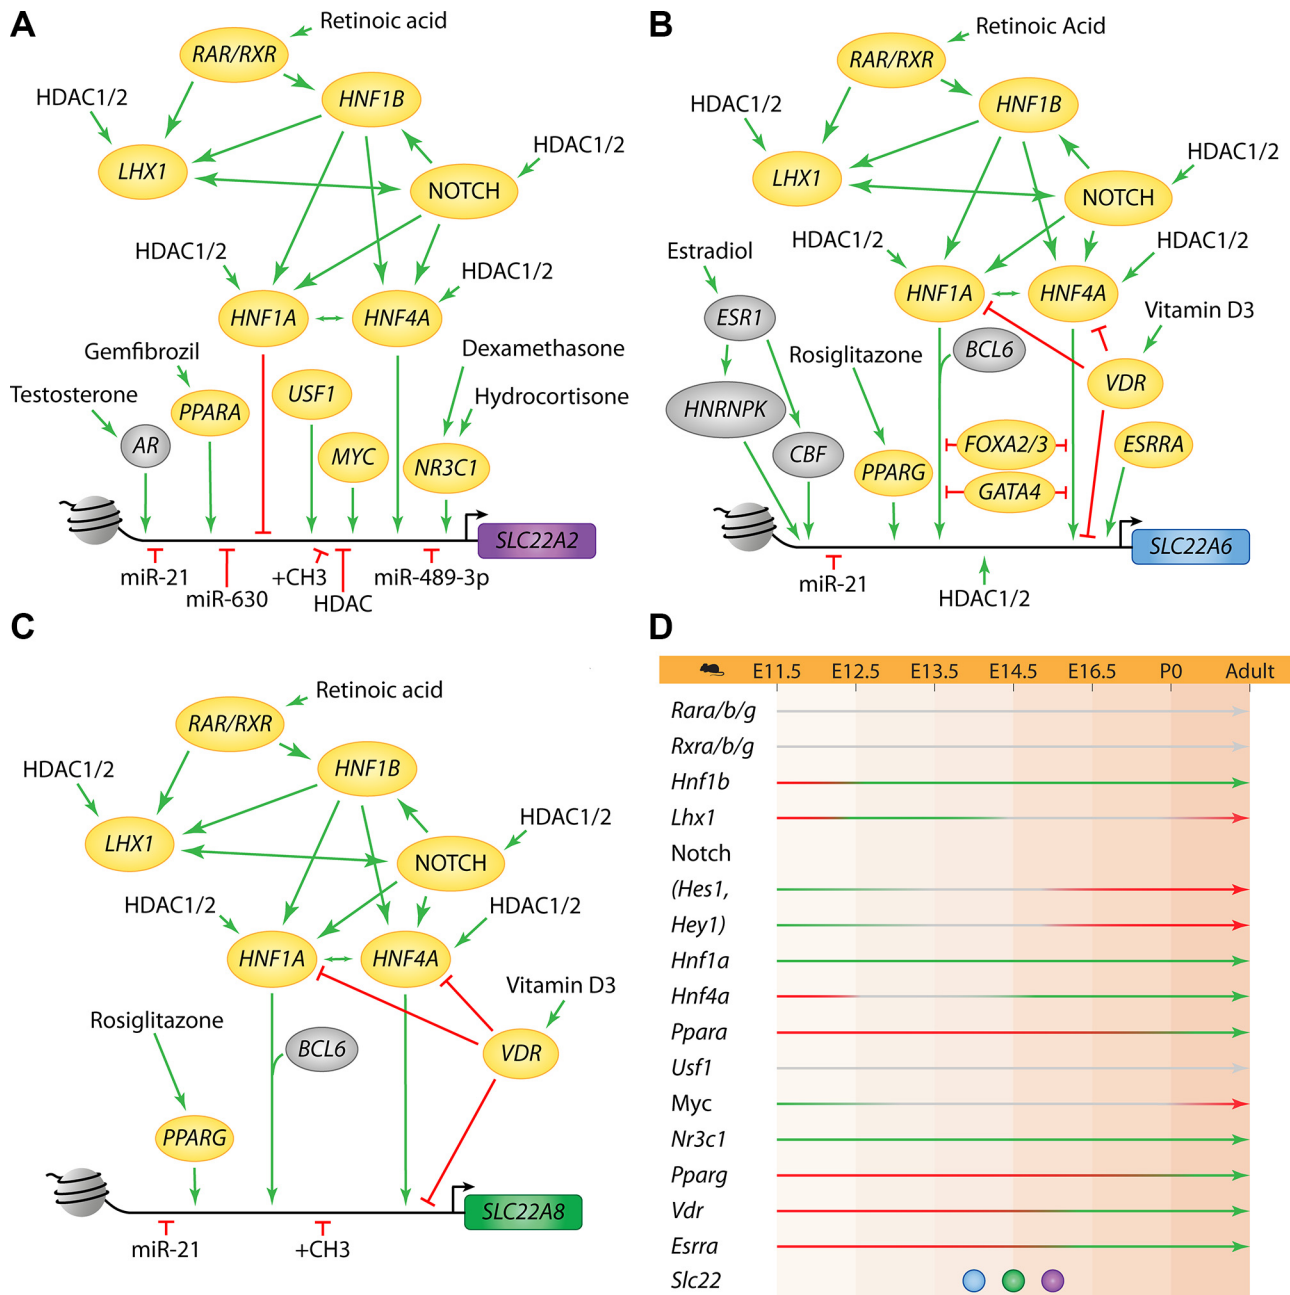 A
Retinoic acid
RAR/RXR
HDAC1/2
HNF1B
LHX1
HDAC1/2
NOTCH
HDAC1/2
HDAC1/2
HNF1A
HNF4A
Gemfibrozil
Dexamethasone
Testosterone
PPARA
USF1
Hydrocortisone
AR
MYC
NR3C1
SLC22A2
miR-21
+CH3
miR-489-3p
miR-630
HDAC
B
Retinoic Acid
RAR/RXR
HDAC1/2
HNF1B
LHX1
HDAC1/2
NOTCH
HDAC1/2
HDAC1/2
Estradiol
HNF1A
HNF4A
ESR1
Vitamin D3
Rosiglitazone
BCL6
VDR
HNRNPK
CBF
PPARG
FOXA2/3
ESRRA
GATA4
SLC22A6
miR-21
HDAC1/2
C
Retinoic acid
RAR/RXR
HDAC1/2
HNF1B
LHX1
HDAC1/2
NOTCH
HDAC1/2
HDAC1/2
HNF1A
HNF4A
Vitamin D3
Rosiglitazone
BCL6
VDR
PPARG
SLC22A8
miR-21
+CH3
D
E11.5 E12.5 E13.5 E14.5 E16.5 P0 Adult
Rara/b/g
Rxra/b/g
Hnf1b
Lhx1
Notch
(Hes1,
Hey1)
Hnf1a
Hnf4a
Ppara
Usf1
Myc
Nr3c1
Pparg
Vdr
Esrra
Slc22